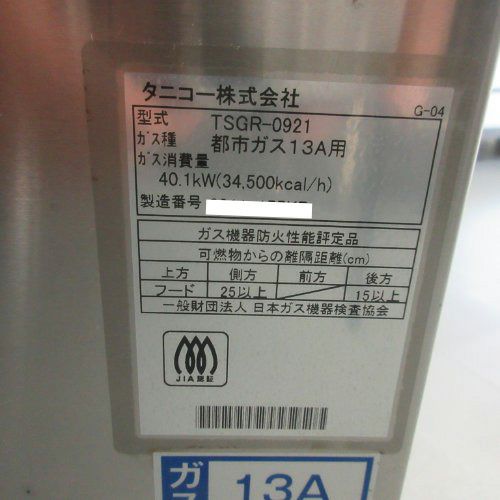 タニコー株式会社
G-04
型式 TSGR-0921
ガス種 都市ガス13A用
ガス消費量
40.1kW(34,500kcal/h)
製造番号
ガス機器防火性能評定品
可燃物からの離隔距離(cm)
上方 側方 前方 後方
フード 25以上 15以上
一般財団法人 日本ガス機器検査協会
JIA認証
ガス 13A